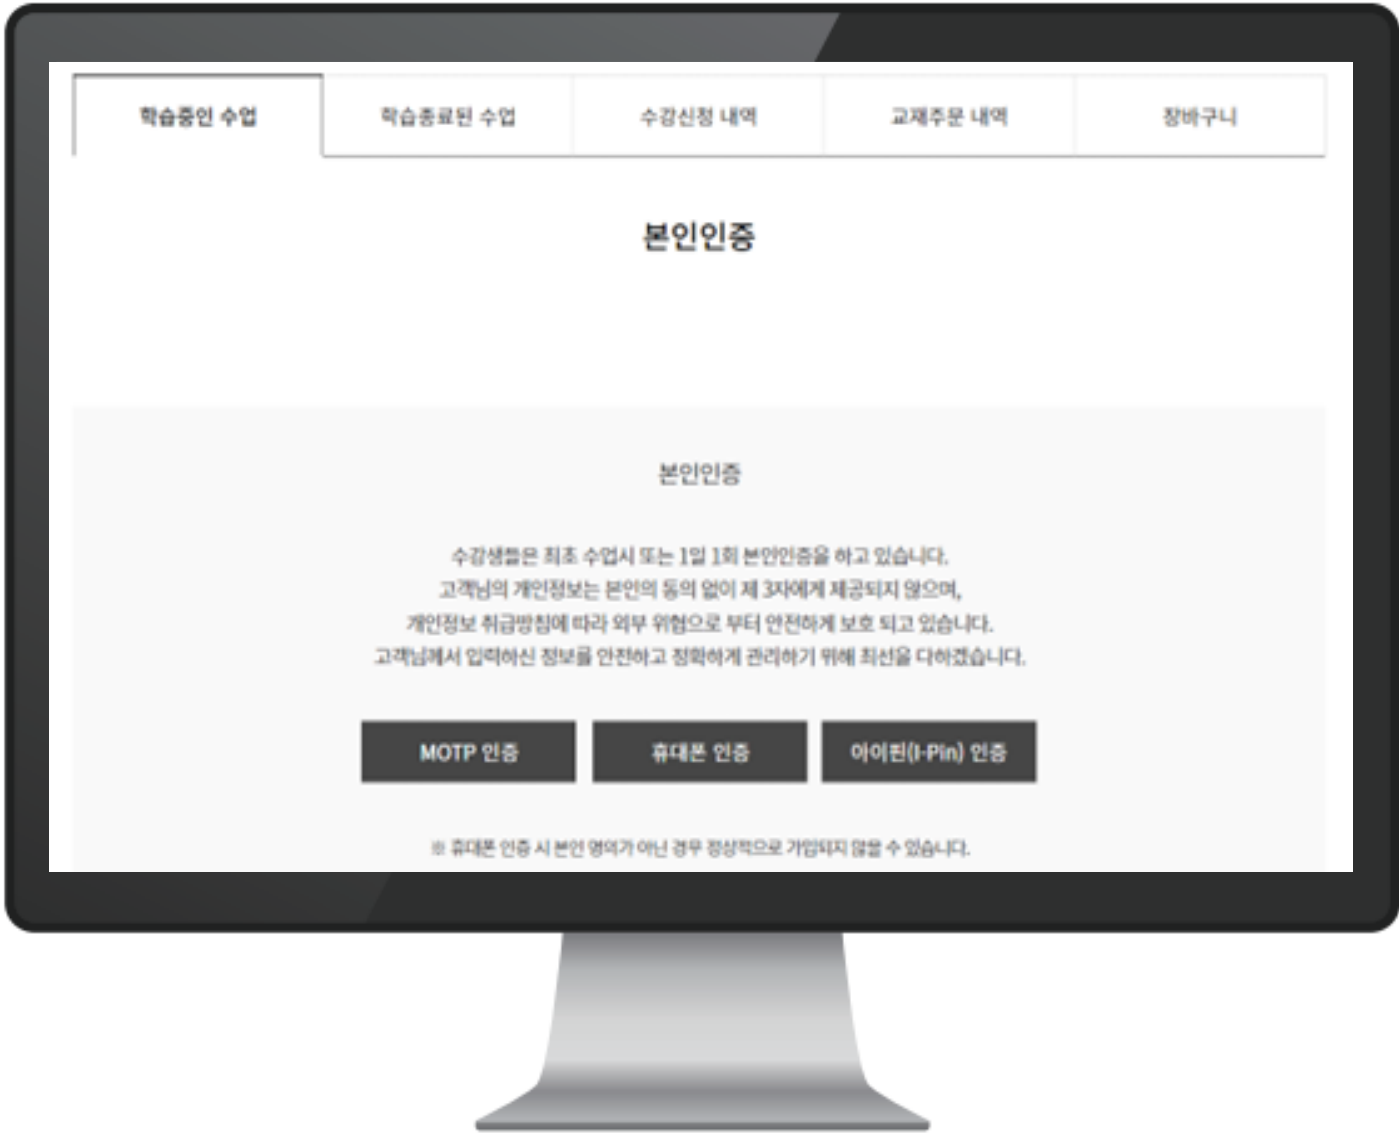 학습중인 수업
학습종료된 수업
수강신청 내역
교재주문 내역
장바구니
본인인증
본인인증
수강생들은 최초 수업시 또는 1일 1회 본인인증을 하고 있습니다.
고객님의 개인정보는 본인의 동의 없이 제 3자에게 제공되지 않으며,
개인정보 취급방침에 따라 외부 위협으로 부터 안전하게 보호 되고 있습니다.
고객님께서 입력하신 정보를 안전하고 정확하게 관리하기 위해 최선을 다하겠습니다.
MOTP 인증
휴대폰 인증
아이핀(I-Pin) 인증
※ 휴대폰 인증 시 본인 명의가 아닌 경우 정상적으로 가입되지 않을 수 있습니다.